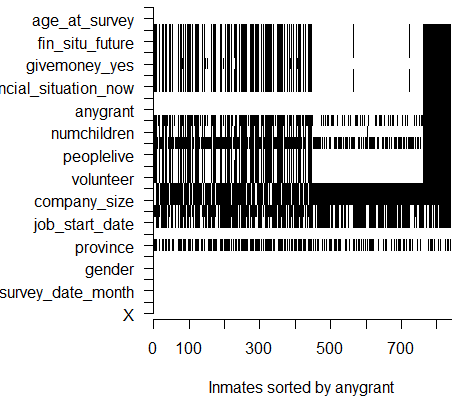 age_at_survey
fin_situ_future
givemoney_yes
ncial_situation_now
anygrant
numchildren
peoplelive
volunteer
company_size
job_start_date
province
gender
survey_date_month
X
0 100 300 500 700
Inmates sorted by anygrant